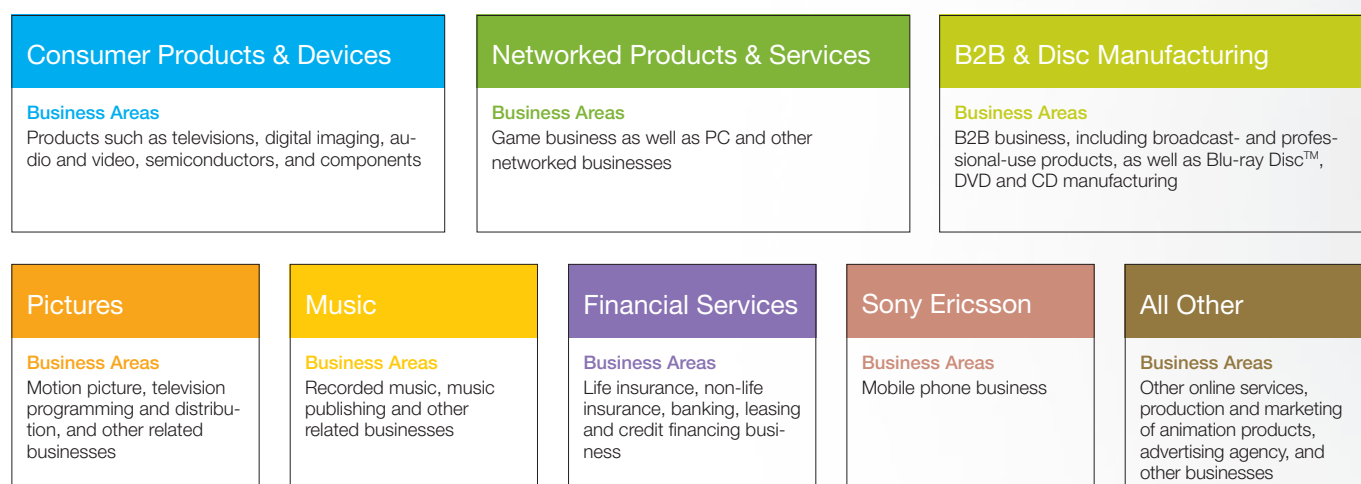 Consumer Products & Devices
Business Areas
Products such as televisions, digital imaging, au-
dio and video, semiconductors, and components
Networked Products & Services
Business Areas
Game business as well as PC and other
networked businesses
B2B & Disc Manufacturing
Business Areas
B2B business, including broadcast- and profes-
sional-use products, as well as Blu-ray Disc™,
DVD and CD manufacturing
Pictures
Business Areas
Motion picture, television
programming and distribu-
tion, and other related
businesses
Music
Business Areas
Recorded music, music
publishing and other
related businesses
Financial Services
Business Areas
Life insurance, non-life
insurance, banking, leasing
and credit financing busi-
ness
Sony Ericsson
Business Areas
Mobile phone business
All Other
Business Areas
Other online services,
production and marketing
of animation products,
advertising agency, and
other businesses